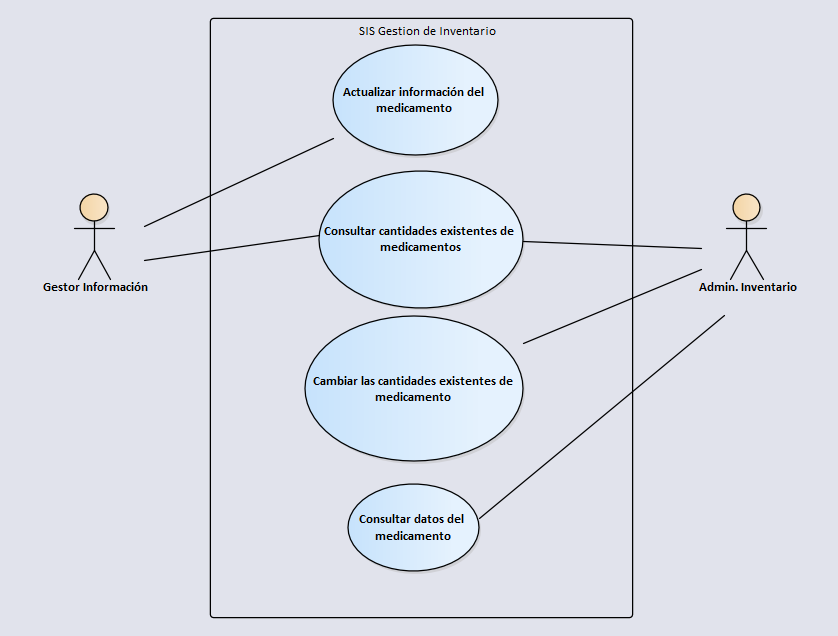 SIS Gestion de Inventario
Actualizar información del
medicamento
Consultar cantidades existentes de
medicamentos
Gestor Información
Admin. Inventario
Cambiar las cantidades existentes de
medicamento
Consultar datos del
medicamento